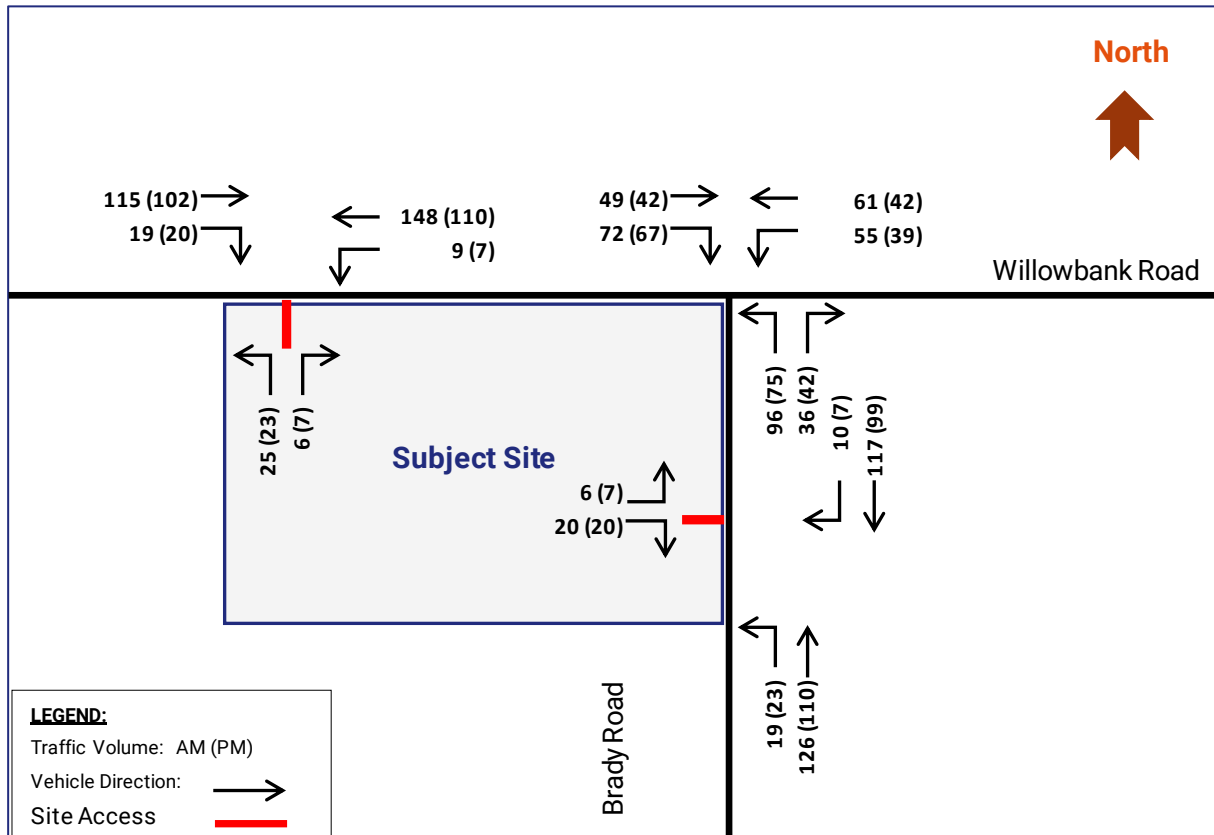 North
115 (102)
19 (20)
148 (110)
9 (7)
49 (42)
72 (67)
61 (42)
55 (39)
Willowbank Road
25 (23)
6 (7)
96 (75)
36 (42)
10 (7)
117 (99)
Subject Site
6 (7)
20 (20)
19 (23)
126 (110)
Brady Road
LEGEND:
Traffic Volume: AM (PM)
Vehicle Direction:
Site Access